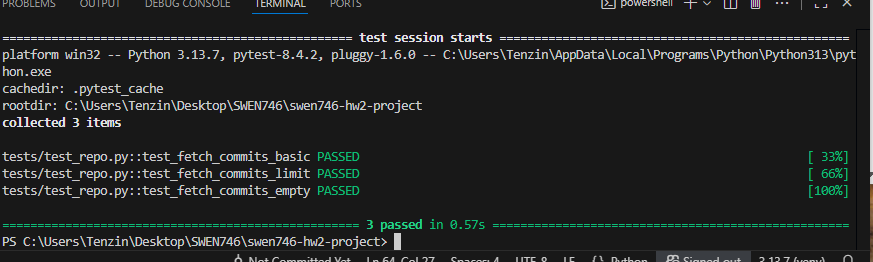 PROBLEMS OUTPUT DEBUG CONSOLE TERMINAL PORTS powershell
============================================== test session starts ==============================================
platform win32 -- Python 3.13.7, pytest-8.4.2, pluggy-1.6.0 -- C:\Users\Tenzin\AppData\Local\Programs\Python\Python313\pyt
hon.exe
cachedir: .pytest_cache
rootdir: C:\Users\Tenzin\Desktop\SWEN746\swen746-hw2-project
collected 3 items
tests/test_repo.py::test_fetch_commits_basic PASSED [ 33%]
tests/test_repo.py::test_fetch_commits_limit PASSED [ 66%]
tests/test_repo.py::test_fetch_commits_empty PASSED [100%]
=============================================== 3 passed in 0.57s ===============================================
PS C:\Users\Tenzin\Desktop\SWEN746\swen746-hw2-project>
Not Committed Yet Ln 64, Col 27 Spaces: 4 UTF-8 LF {} Python Signed out 3.13.7 (venv)